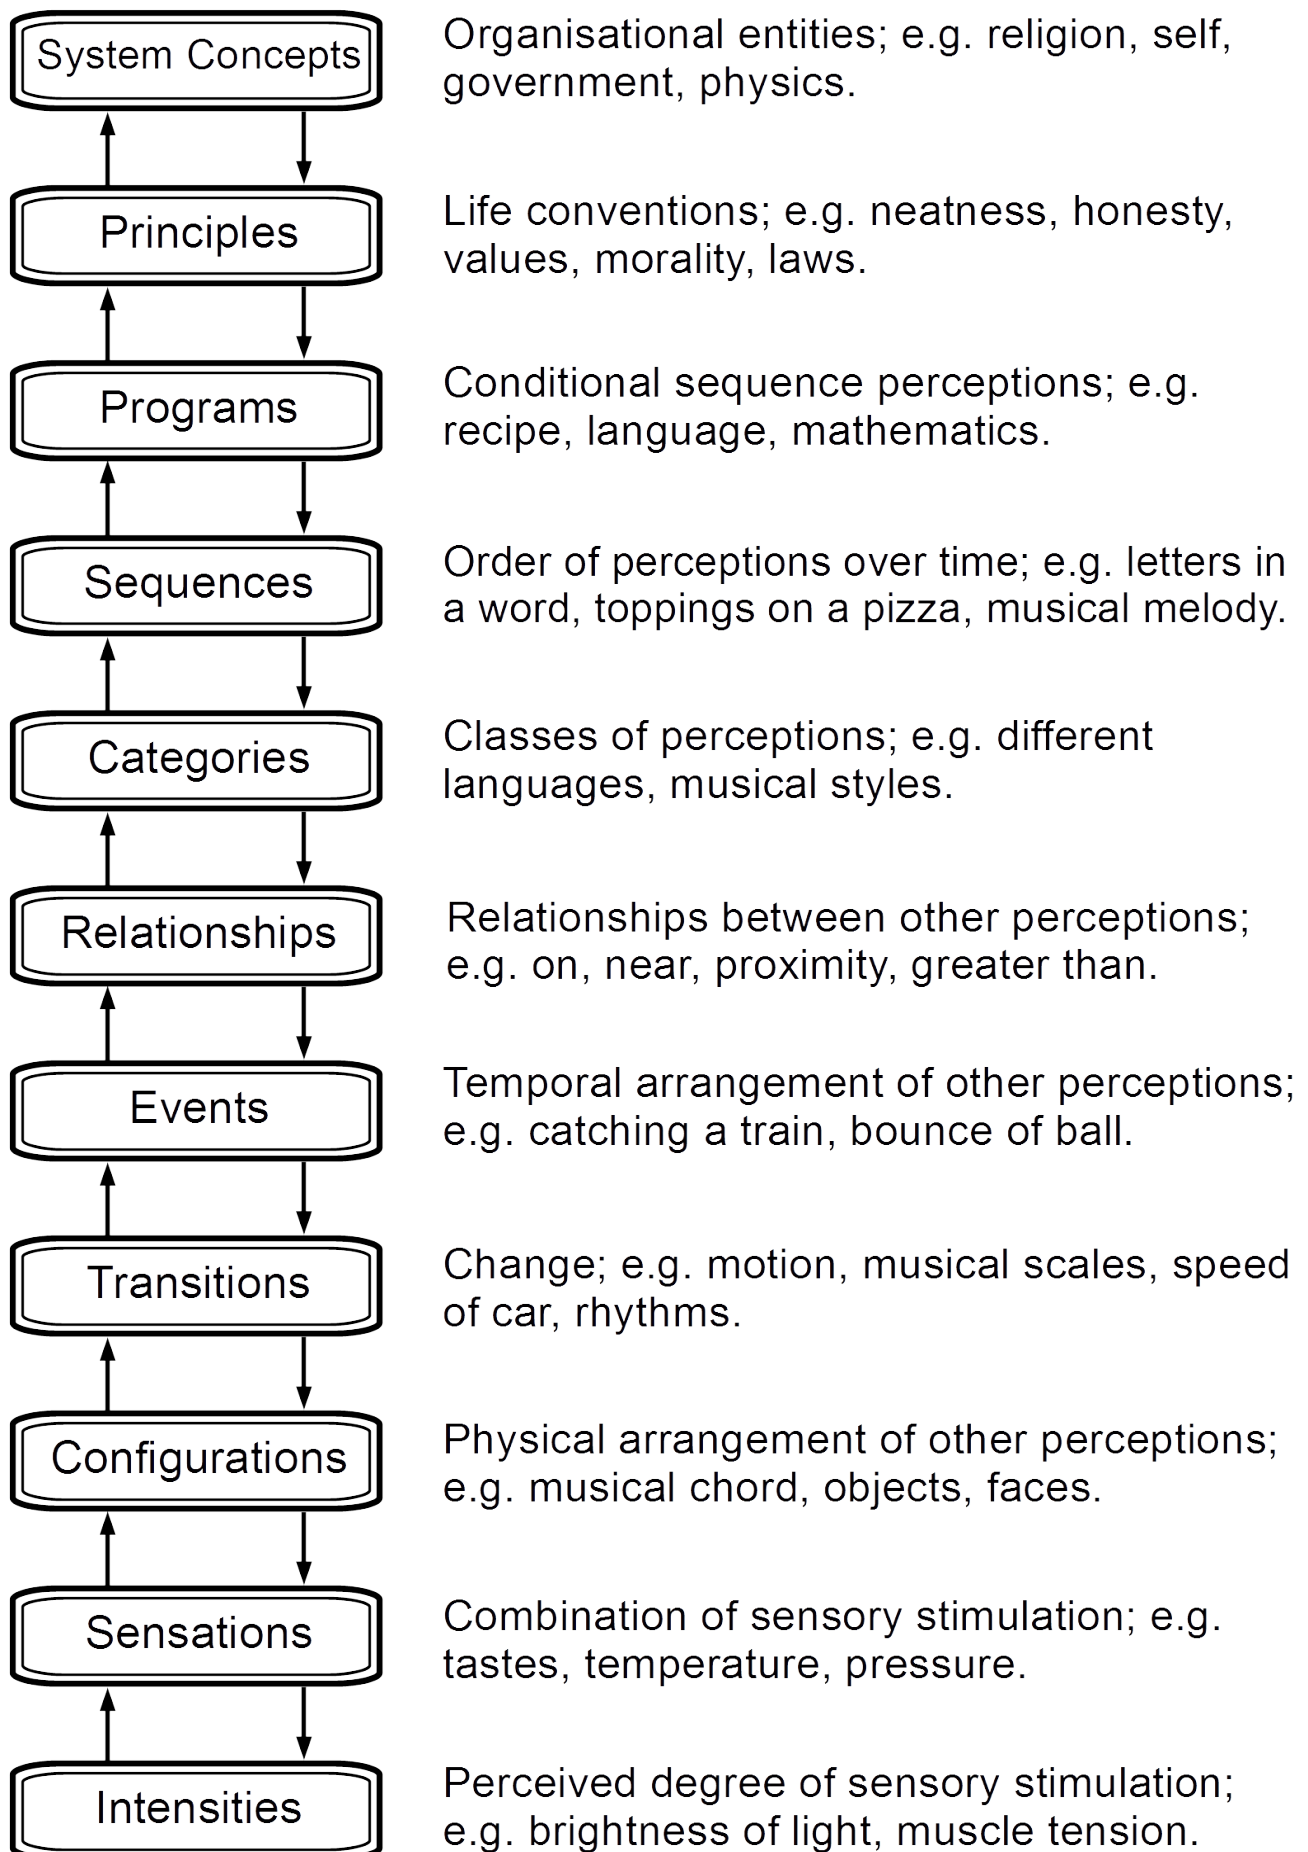 System Concepts
Organisational entities; e.g. religion, self,
government, physics.
Principles
Life conventions; e.g. neatness, honesty,
values, morality, laws.
Programs
Conditional sequence perceptions; e.g.
recipe, language, mathematics.
Sequences
Order of perceptions over time; e.g. letters in
a word, toppings on a pizza, musical melody.
Categories
Classes of perceptions; e.g. different
languages, musical styles.
Relationships
Relationships between other perceptions;
e.g. on, near, proximity, greater than.
Events
Temporal arrangement of other perceptions;
e.g. catching a train, bounce of ball.
Transitions
Change; e.g. motion, musical scales, speed
of car, rhythms.
Configurations
Physical arrangement of other perceptions;
e.g. musical chord, objects, faces.
Sensations
Combination of sensory stimulation; e.g.
tastes, temperature, pressure.
Intensities
Perceived degree of sensory stimulation;
e.g. brightness of light, muscle tension.